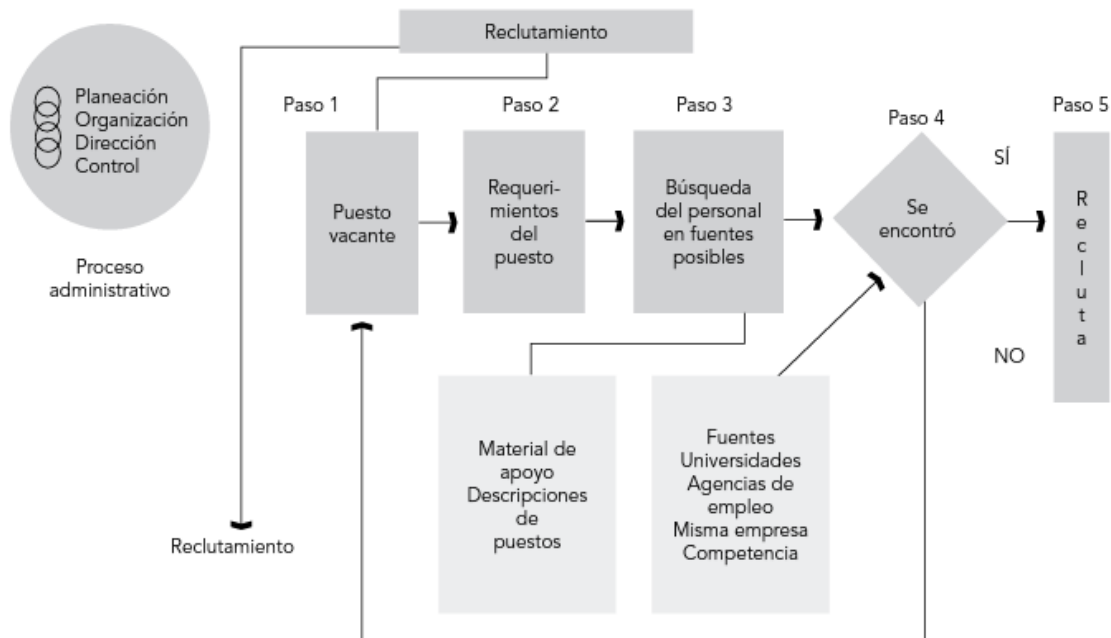 Reclutamiento
Planeación
Organización
Dirección
Control
Proceso
administrativo
Paso 1
Puesto
vacante
Paso 2
Requeri-
mientos
del
puesto
Paso 3
Búsqueda
del personal
en fuentes
posibles
Paso 4
Se
encontró
SÍ
NO
Paso 5
R
e
c
l
u
t
a
Material de
apoyo
Descripciones
de
puestos
Fuentes
Universidades
Agencias de
empleo
Misma empresa
Competencia
Reclutamiento